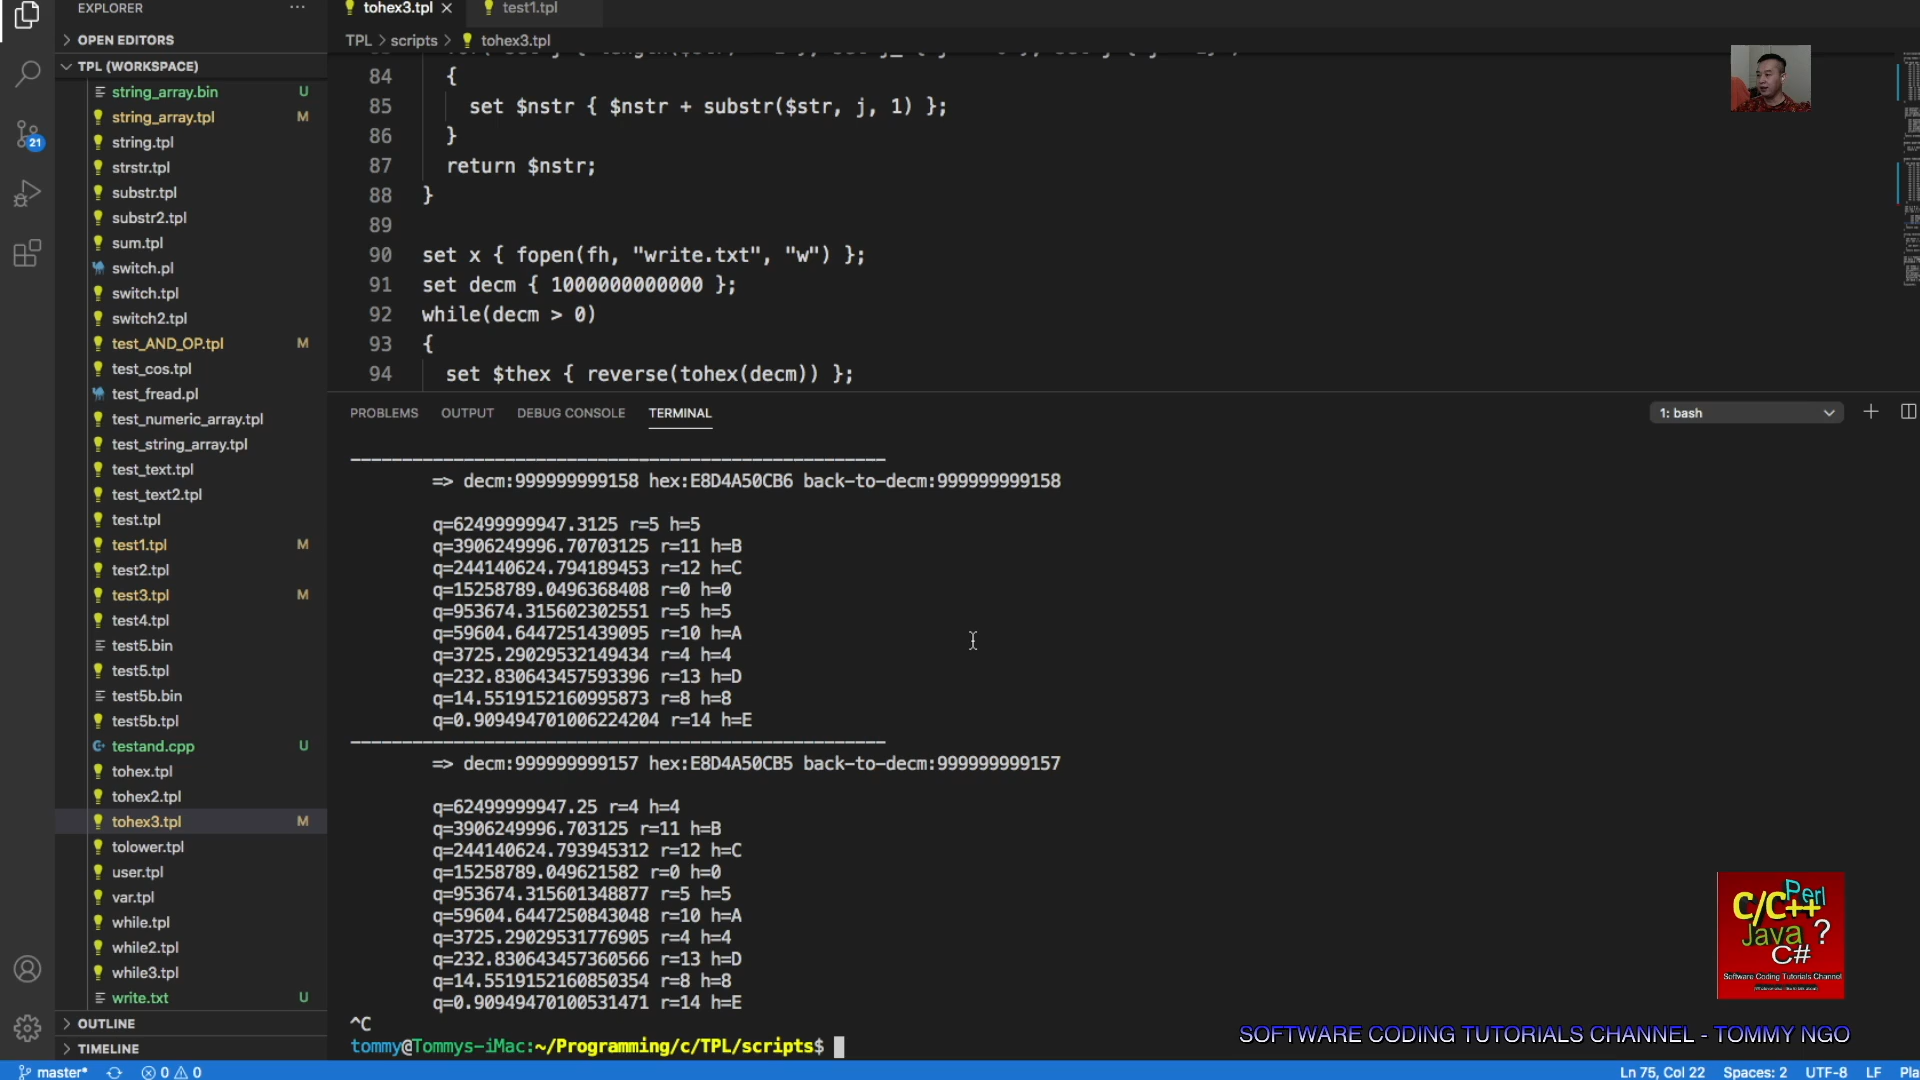 EXPLORER
tohex3.tpl
test1.tpl
OPEN EDITORS
TPL > scripts > tohex3.tpl
TPL (WORKSPACE)
string_array.bin U
string_array.tpl M
string.tpl
strstr.tpl
substr.tpl
substr2.tpl
sum.tpl
switch.pl
switch.tpl
switch2.tpl
test_AND_OP.tpl M
test_cos.tpl
test_fread.pl
test_numeric_array.tpl
test_string_array.tpl
test_text.tpl
test_text2.tpl
test.tpl
test1.tpl M
test2.tpl
test3.tpl M
test4.tpl
test5.bin
test5.tpl
test5b.bin
test5b.tpl
testand.cpp U
tohex.tpl
tohex2.tpl
tohex3.tpl M
tolower.tpl
user.tpl
var.tpl
while.tpl
while2.tpl
while3.tpl
write.txt U
OUTLINE
TIMELINE
21
84 {
85 set $nstr { $nstr + substr($str, j, 1) };
86 }
87 return $nstr;
88 }
89
90 set x { fopen(fh, "write.txt", "w") };
91 set decm { 1000000000000 };
92 while(decm > 0)
93 {
94 set $thex { reverse(tohex(decm)) };
PROBLEMS OUTPUT DEBUG CONSOLE TERMINAL
1: bash
=> decm:999999999158 hex:E8D4A50CB6 back-to-decm:999999999158
q=62499999947.3125 r=5 h=5
q=3906249996.70703125 r=11 h=B
q=244140624.794189453 r=12 h=C
q=15258789.0496368408 r=0 h=0
q=953674.315602302551 r=5 h=5
q=59604.6447251439095 r=10 h=A
q=3725.29029532149434 r=4 h=4
q=232.830643457593396 r=13 h=D
q=14.5519152160995873 r=8 h=8
q=0.909494701006224204 r=14 h=E
=> decm:999999999157 hex:E8D4A50CB5 back-to-decm:999999999157
q=62499999947.25 r=4 h=4
q=3906249996.703125 r=11 h=B
q=244140624.793945312 r=12 h=C
q=15258789.049621582 r=0 h=0
q=953674.315601348877 r=5 h=5
q=59604.6447250843048 r=10 h=A
q=3725.29029531776905 r=4 h=4
q=232.830643457360566 r=13 h=D
q=14.5519152160850354 r=8 h=8
q=0.90949470100531471 r=14 h=E
^C
tommy@Tommys-iMac:~/Programming/c/TPL/scripts$
C/C++ Perl
Java ?
C#
Software Coding Tutorials Channel
SOFTWARE CODING TUTORIALS CHANNEL - TOMMY NGO
master* 0 0
Ln 75, Col 22 Spaces: 2 UTF-8 LF Pla